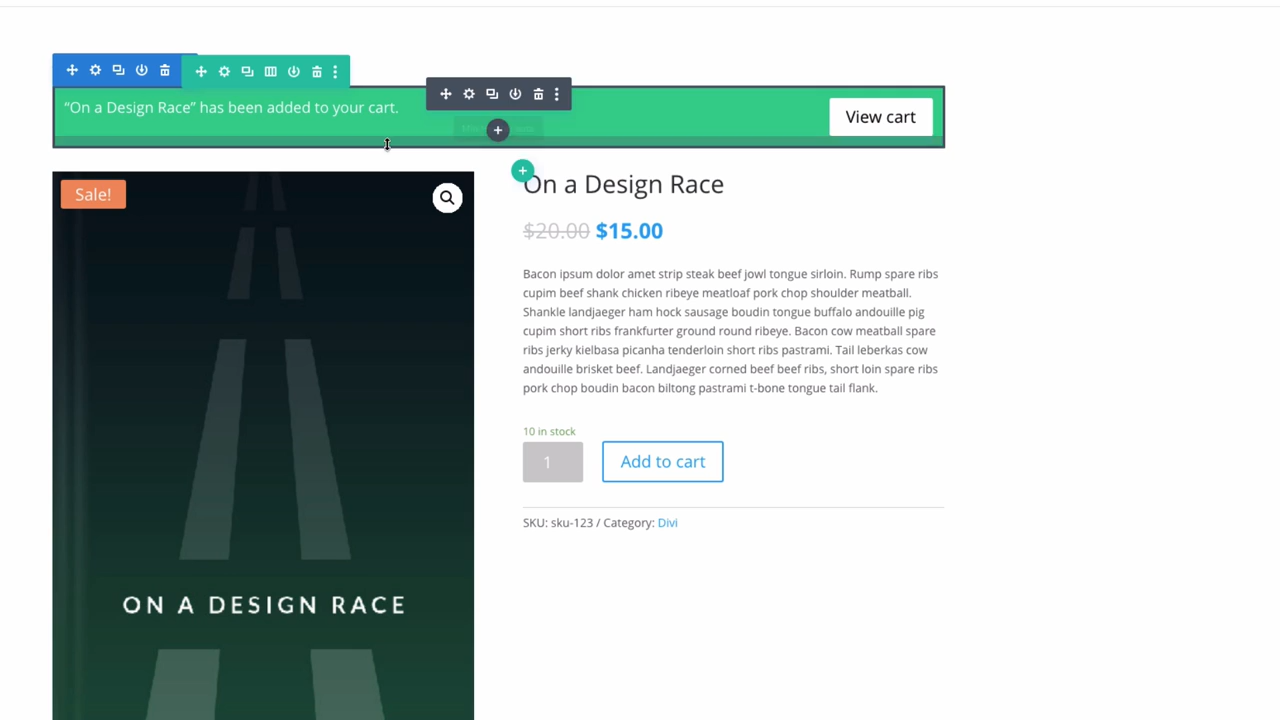 “On a Design Race” has been added to your cart.
View cart
Sale!
On a Design Race
$20.00 $15.00
Bacon ipsum dolor amet strip steak beef jowl tongue sirloin. Rump spare ribs
cupim beef shank chicken ribeye meatloaf pork chop shoulder meatball.
Shankle landjaeger ham hock sausage boudin tongue buffalo andouille pig
cupim short ribs frankfurter ground round ribeye. Bacon cow meatball spare
ribs jerky kielbasa picanha tenderloin short ribs pastrami. Tail leberkas cow
andouille brisket beef. Landjaeger corned beef beef ribs, short loin spare ribs
pork chop boudin bacon biltong pastrami t-bone tongue tail flank.
10 in stock
1
Add to cart
SKU: sku-123 / Category: Divi
ON A DESIGN RACE